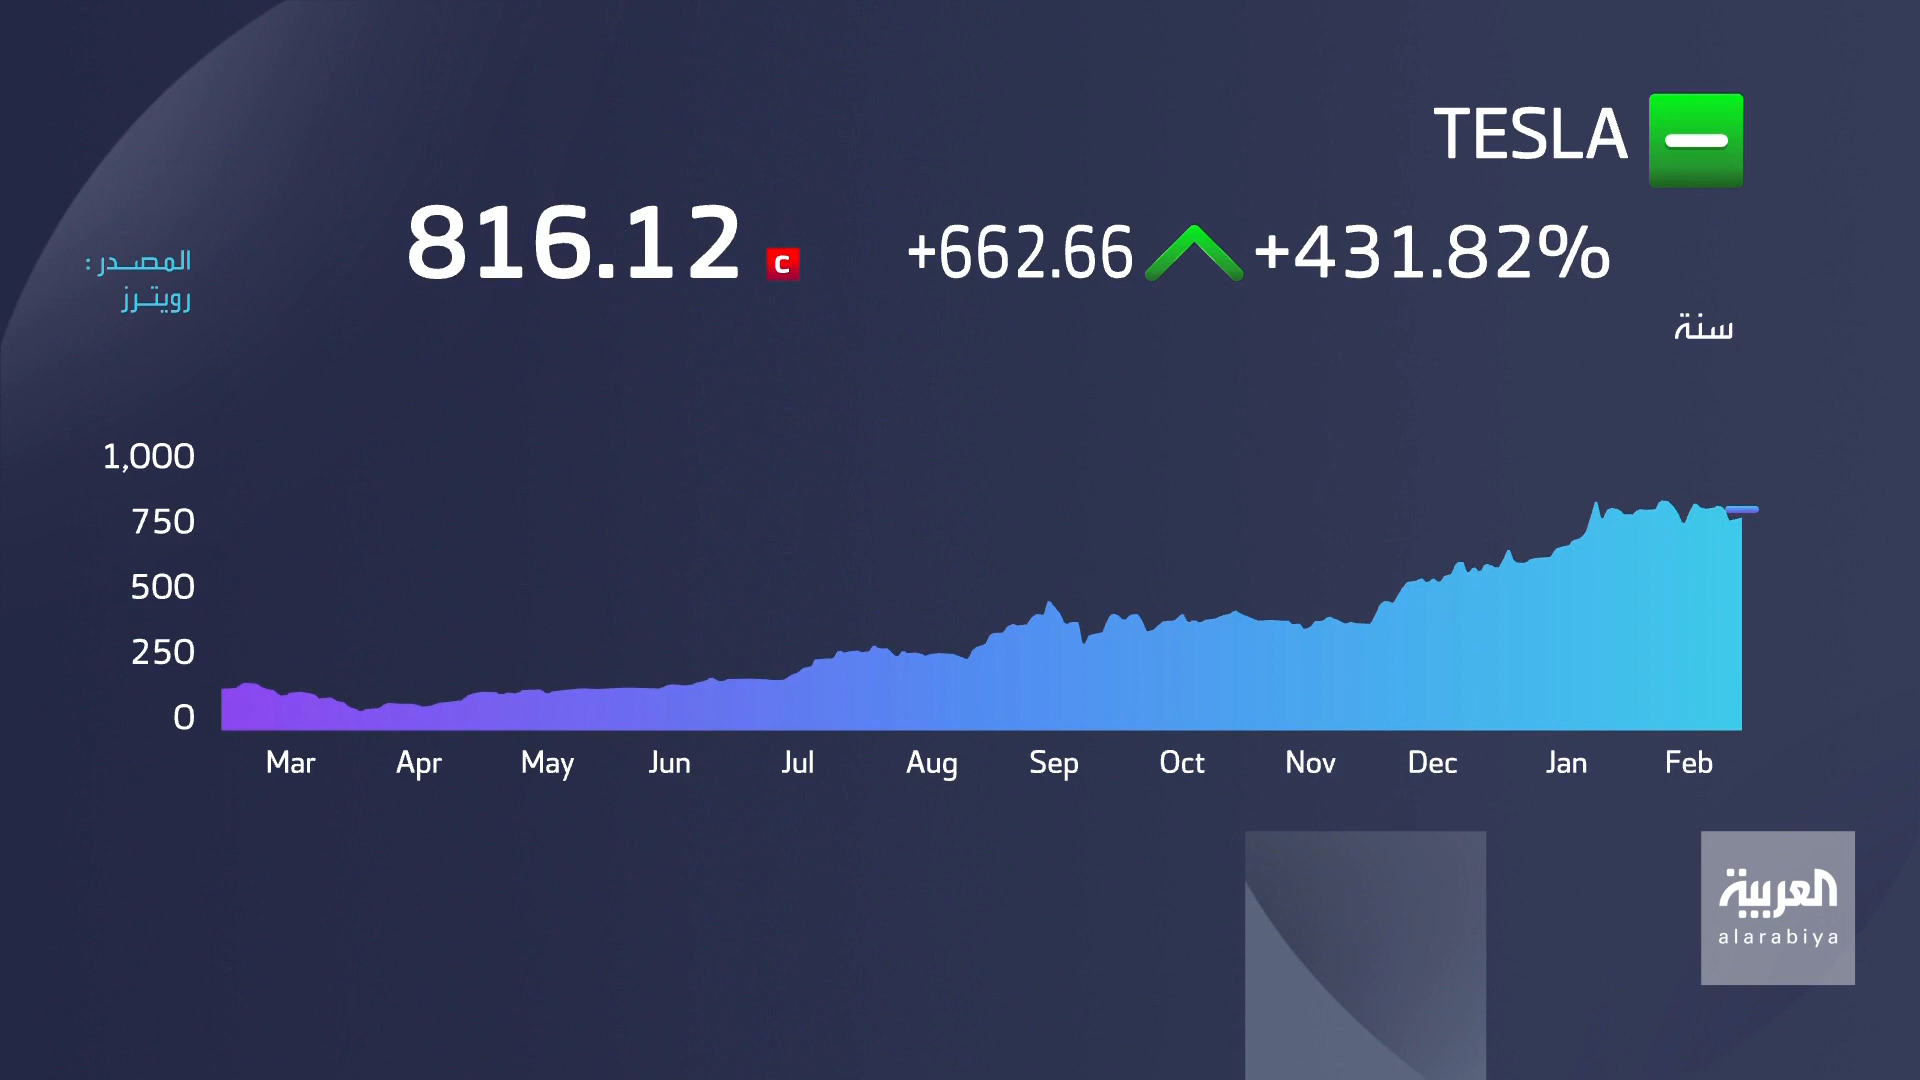 TESLA
816.12 c +662.66 +431.82%
المصدر :
رويترز
سنة
1,000
750
500
250
0
Mar Apr May Jun Jul Aug Sep Oct Nov Dec Jan Feb
العربية
alarabiya